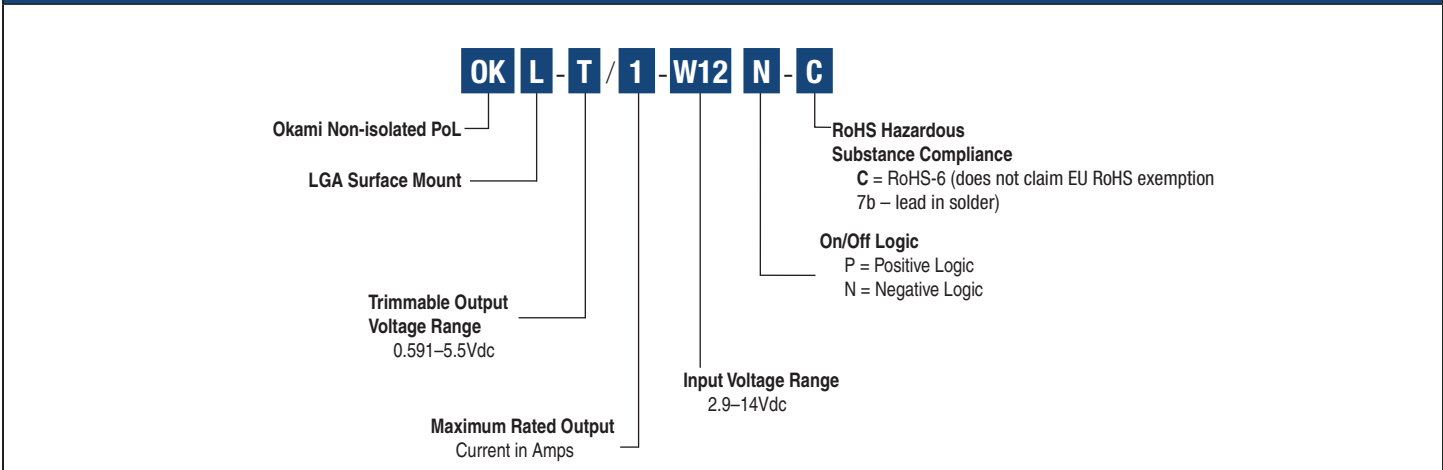 OK L - T / 1 - W12 N - C
Okami Non-isolated PoL
LGA Surface Mount
Trimmable Output
Voltage Range
0.591–5.5Vdc
Maximum Rated Output
Current in Amps
Input Voltage Range
2.9–14Vdc
On/Off Logic
P = Positive Logic
N = Negative Logic
RoHS Hazardous
Substance Compliance
C = RoHS-6 (does not claim EU RoHS exemption
7b – lead in solder)